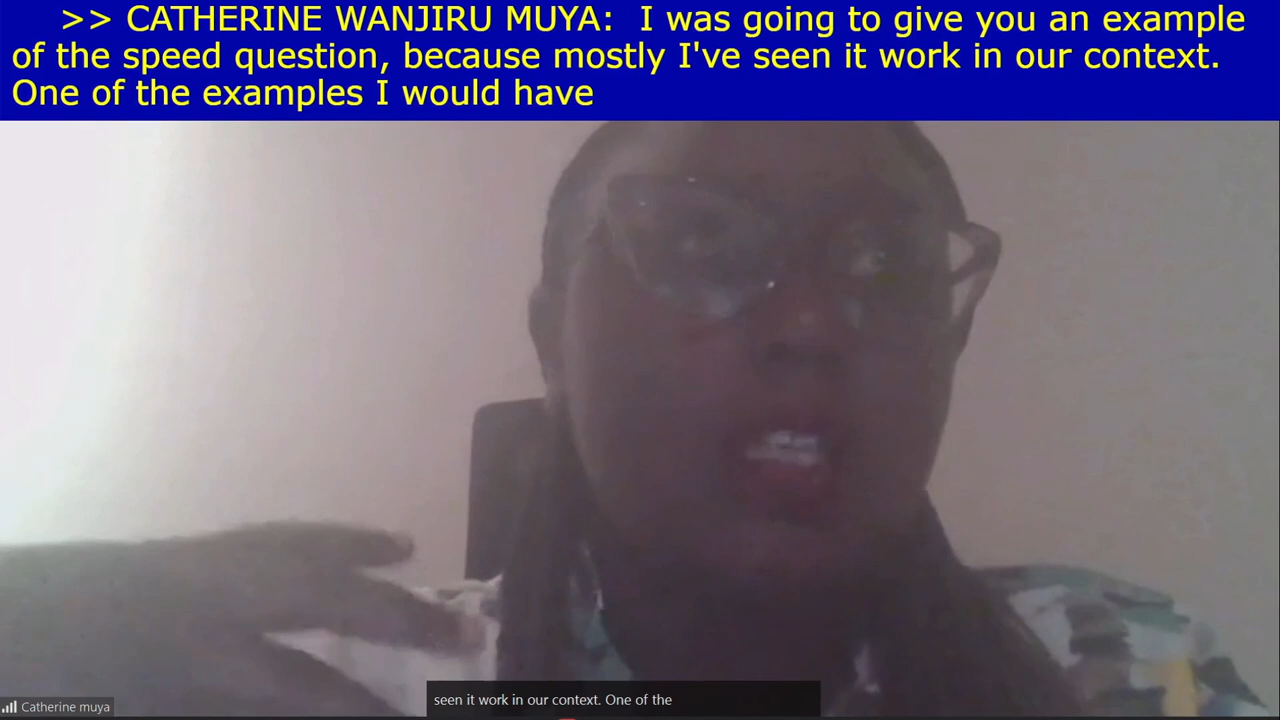 >> CATHERINE WANJIRU MUYA: I was going to give you an example
of the speed question, because mostly I've seen it work in our context.
One of the examples I would have
seen it work in our context. One of the
Catherine muya